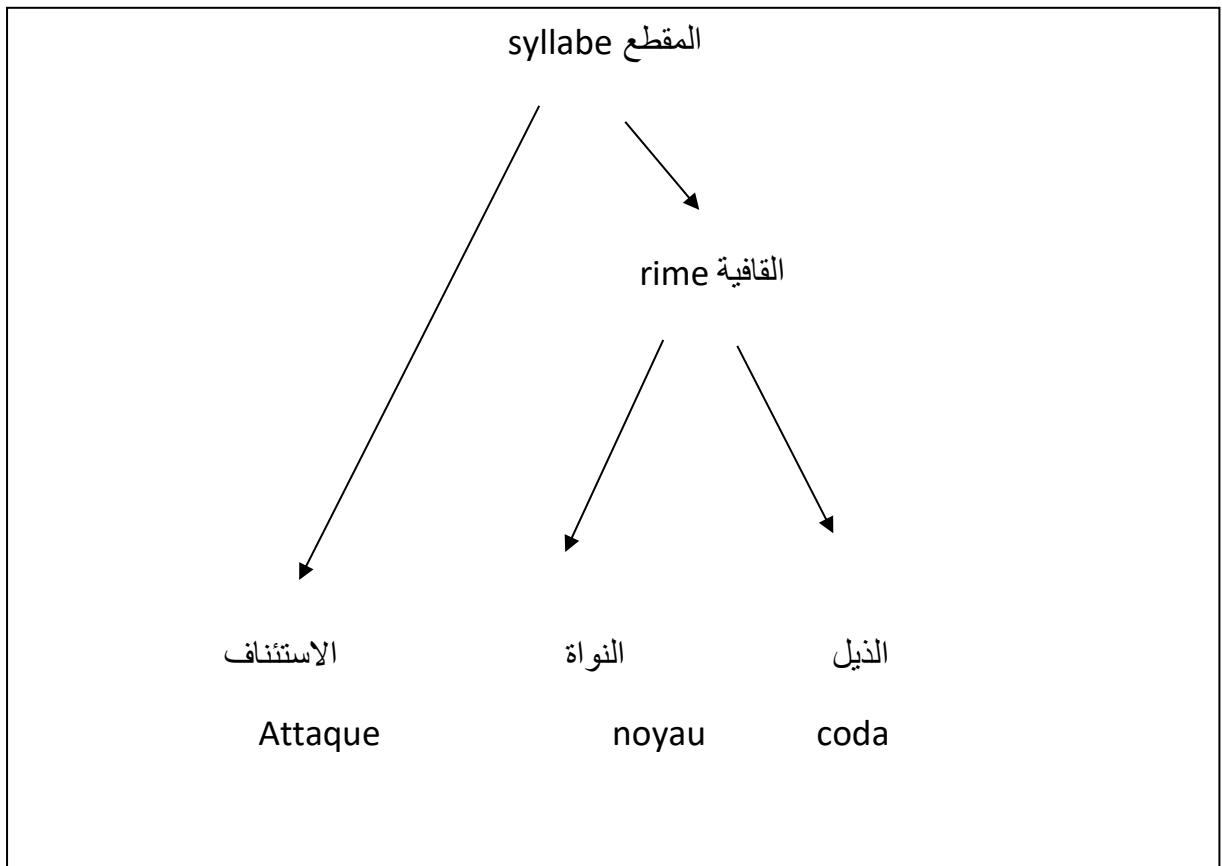 المقطع syllabe
القافية rime
الاستئناف النواة الذيل
Attaque noyau coda